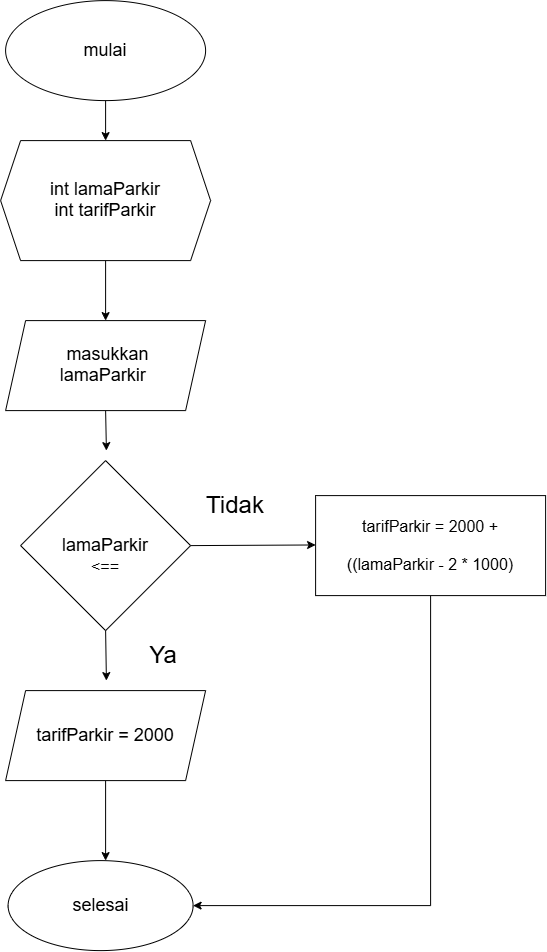 mulai
int lamaParkir
int tarifParkir
masukkan
lamaParkir
lamaParkir
<==
Tidak
tarifParkir = 2000 +
((lamaParkir - 2 * 1000)
Ya
tarifParkir = 2000
selesai